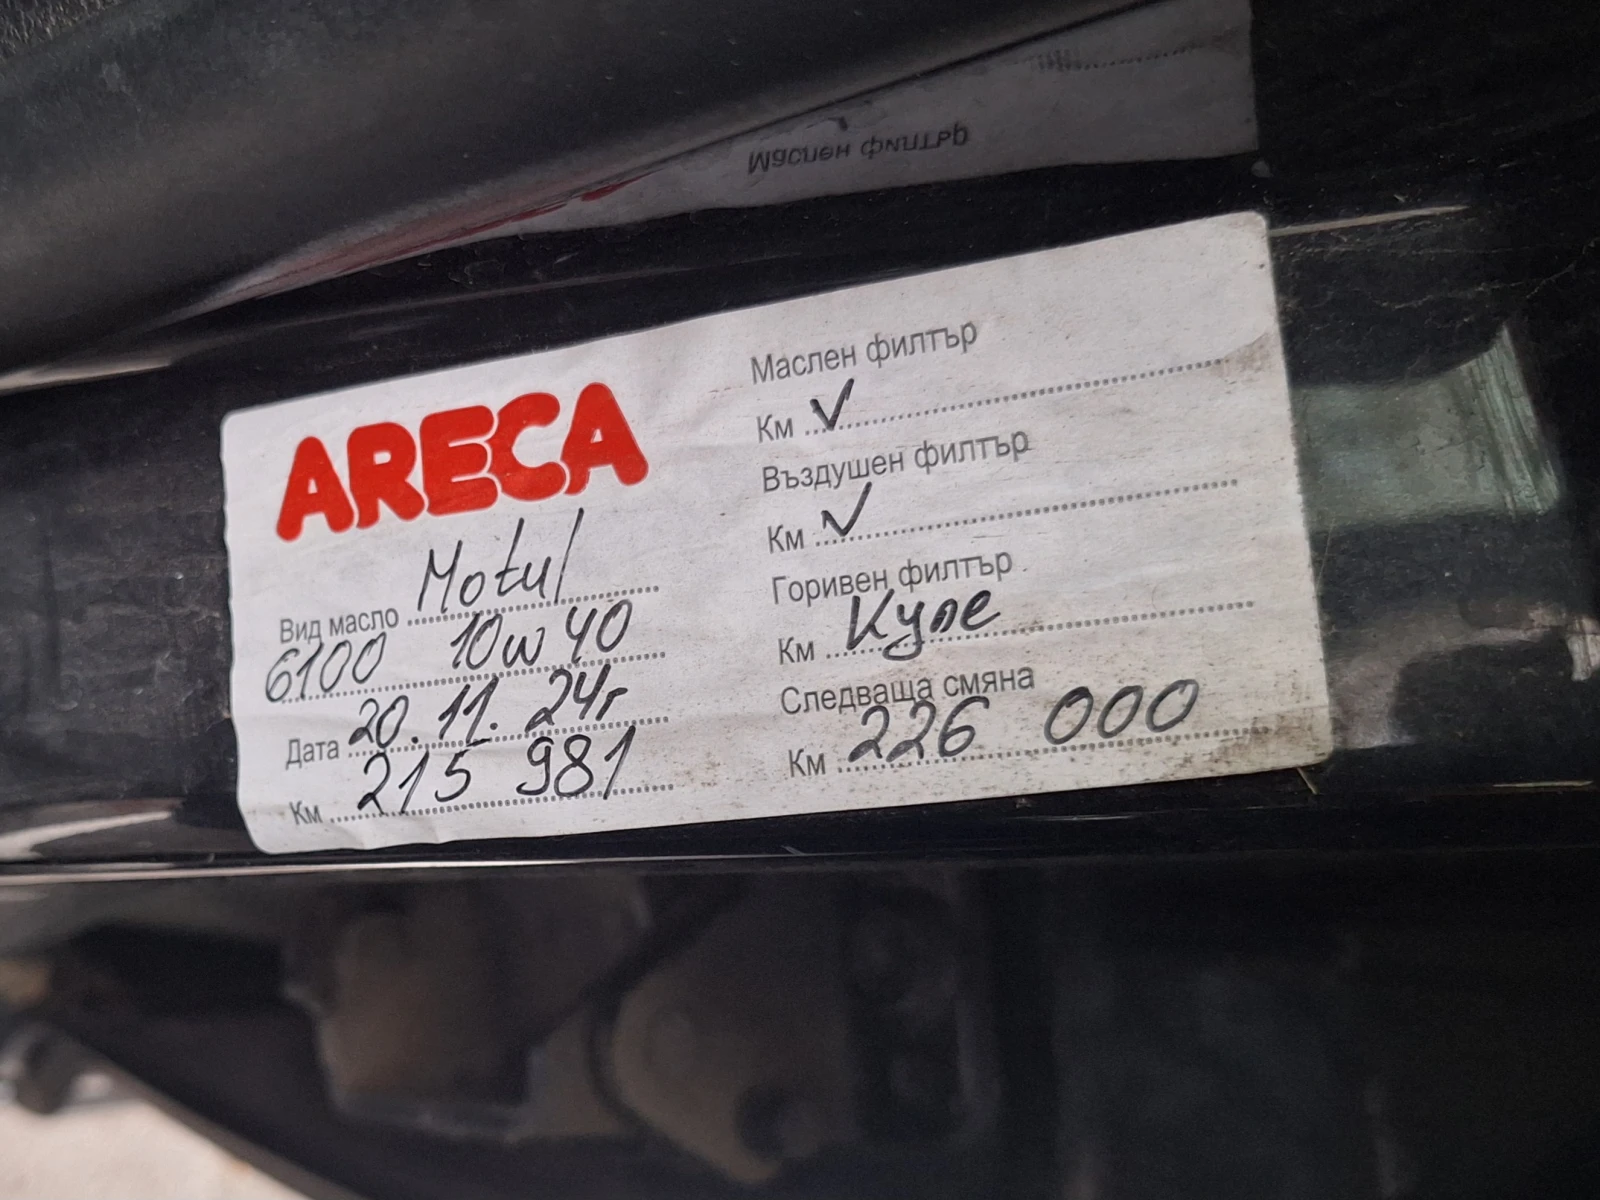 ARECA
Вид масло Motul
6100 10w40
Дата 20.11.24г
Км 215 981
Маслен филтър
Км ✓
Въздушен филтър
Км ✓
Горивен филтър
Км Купе
Следваща смяна
Км 226 000
Маслен филтър